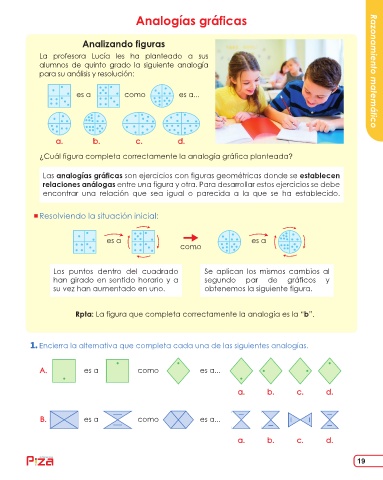 Analogías gráficas
Razonamiento matemático
Analizando figuras
La profesora Lucía les ha planteado a sus
alumnos de quinto grado la siguiente analogía
para su análisis y resolución:
es a como es a...
a. b. c. d.
¿Cuál figura completa correctamente la analogía gráfica planteada?
Las analogías gráficas son ejercicios con figuras geométricas donde se establecen
relaciones análogas entre una figura y otra. Para desarrollar estos ejercicios se debe
encontrar una relación que sea igual o parecida a la que se ha establecido.
Resolviendo la situación inicial:
es a como es a
Los puntos dentro del cuadrado
han girado en sentido horario y a
su vez han aumentado en uno.
Se aplican los mismos cambios al
segundo par de gráficos y
obtenemos la siguiente figura.
Rpta: La figura que completa correctamente la analogía es la “b”.
1. Encierra la alternativa que completa cada una de las siguientes analogías.
A. es a como es a...
a. b. c. d.
B. es a como es a...
a. b. c. d.
19